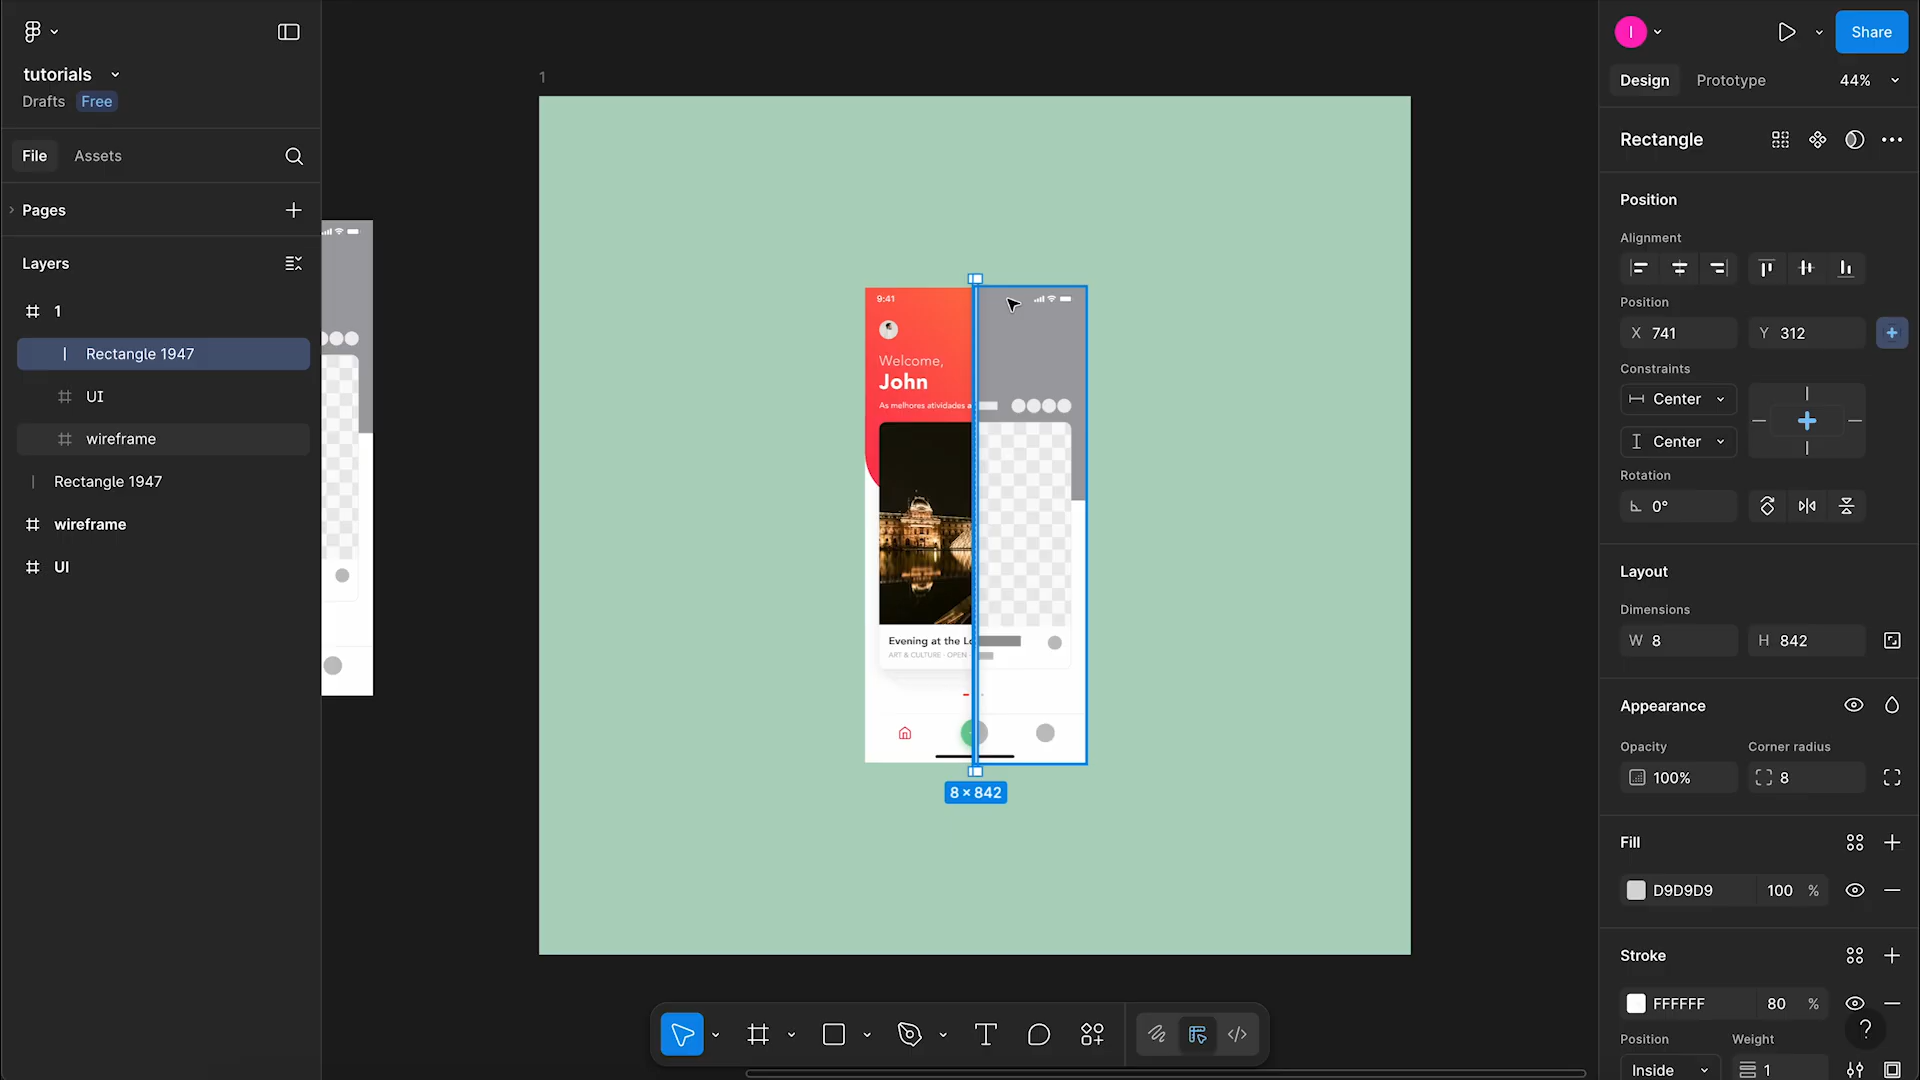 tutorials
Drafts Free
File Assets
Pages
Layers
1
Rectangle 1947
UI
wireframe
Rectangle 1947
wireframe
UI
1
9:41
Welcome,
John
As melhores atividades a
Evening at the Lo
ART & CULTURE · OPEN ·
8 × 842
I
Share
Design Prototype 44%
Rectangle
Position
Alignment
Position
X 741 Y 312
Constraints
Center
Center
Rotation
0°
Layout
Dimensions
W 8 H 842
Appearance
Opacity Corner radius
100% 8
Fill
D9D9D9 100 %
Stroke
FFFFFF 80 %
?
Position Weight
Inside 1